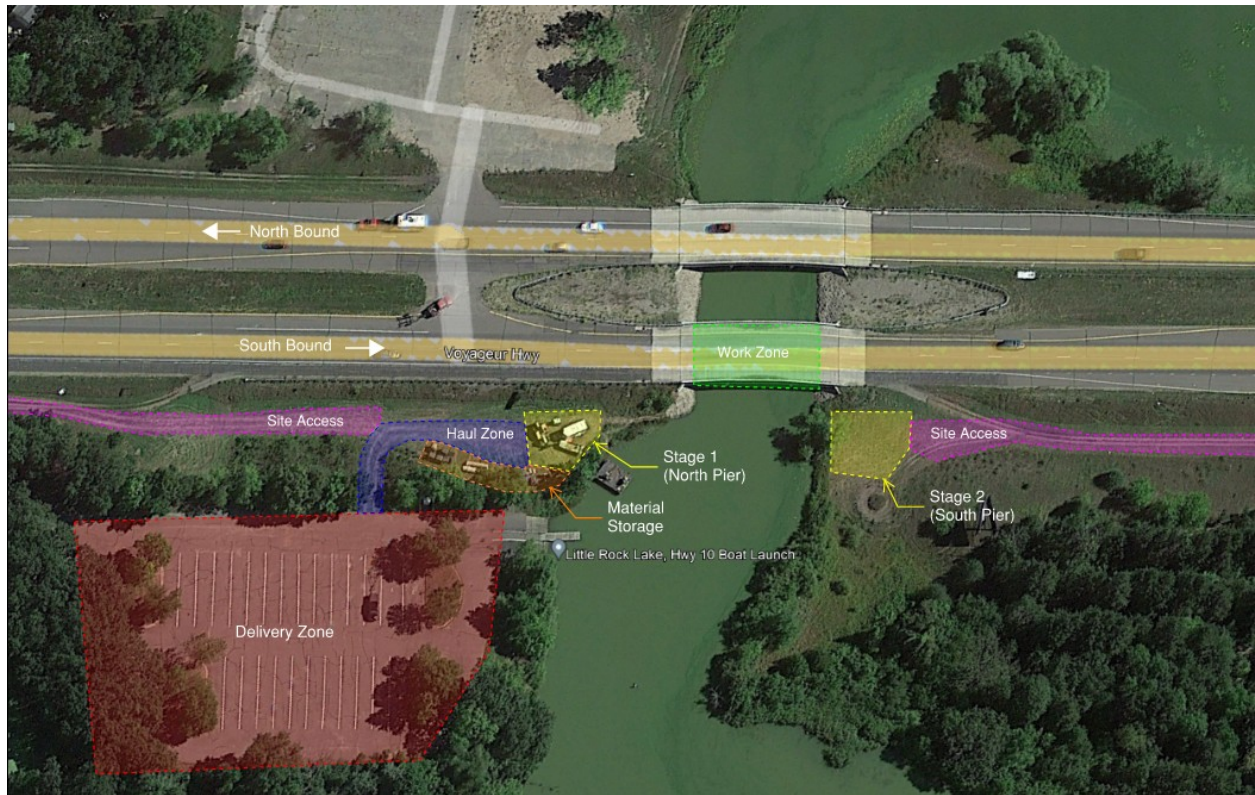 North Bound
South Bound
Voyageur Hwy
Work Zone
Site Access
Haul Zone
Site Access
Stage 1
(North Pier)
Stage 2
(South Pier)
Material
Storage
Little Rock Lake, Hwy 10 Boat Launch
Delivery Zone